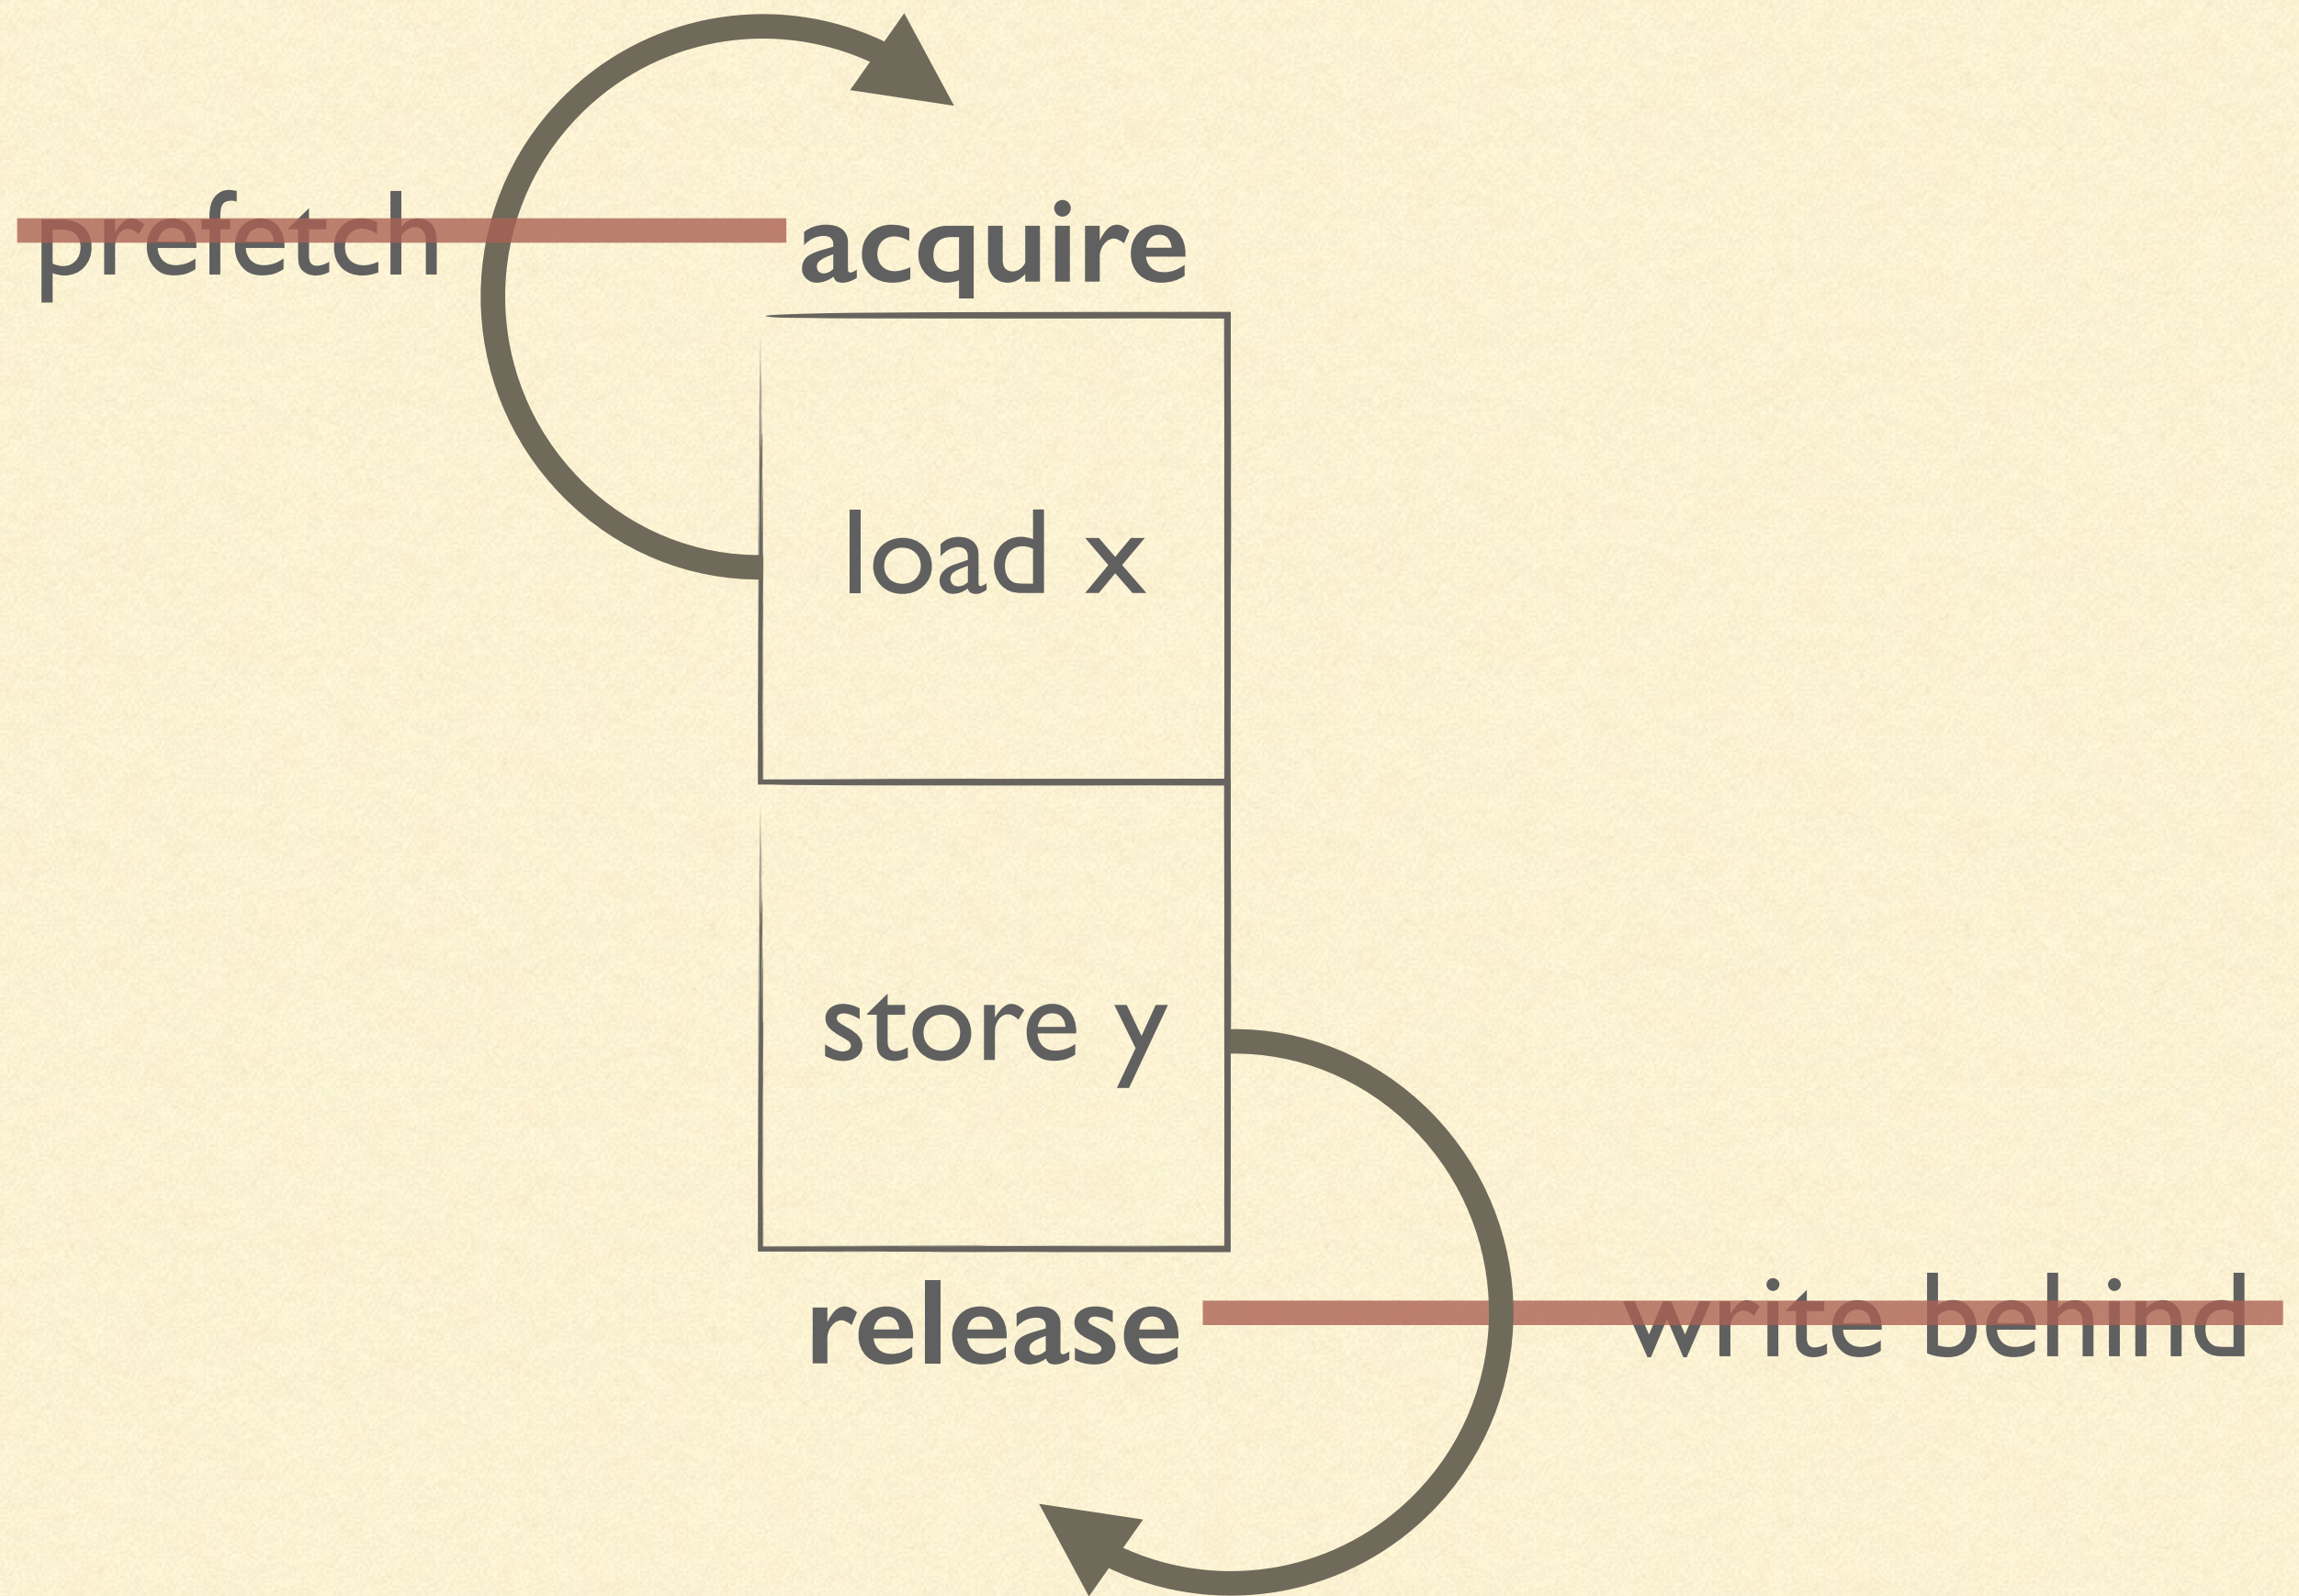 prefetch
acquire
load x
store y
release
write behind